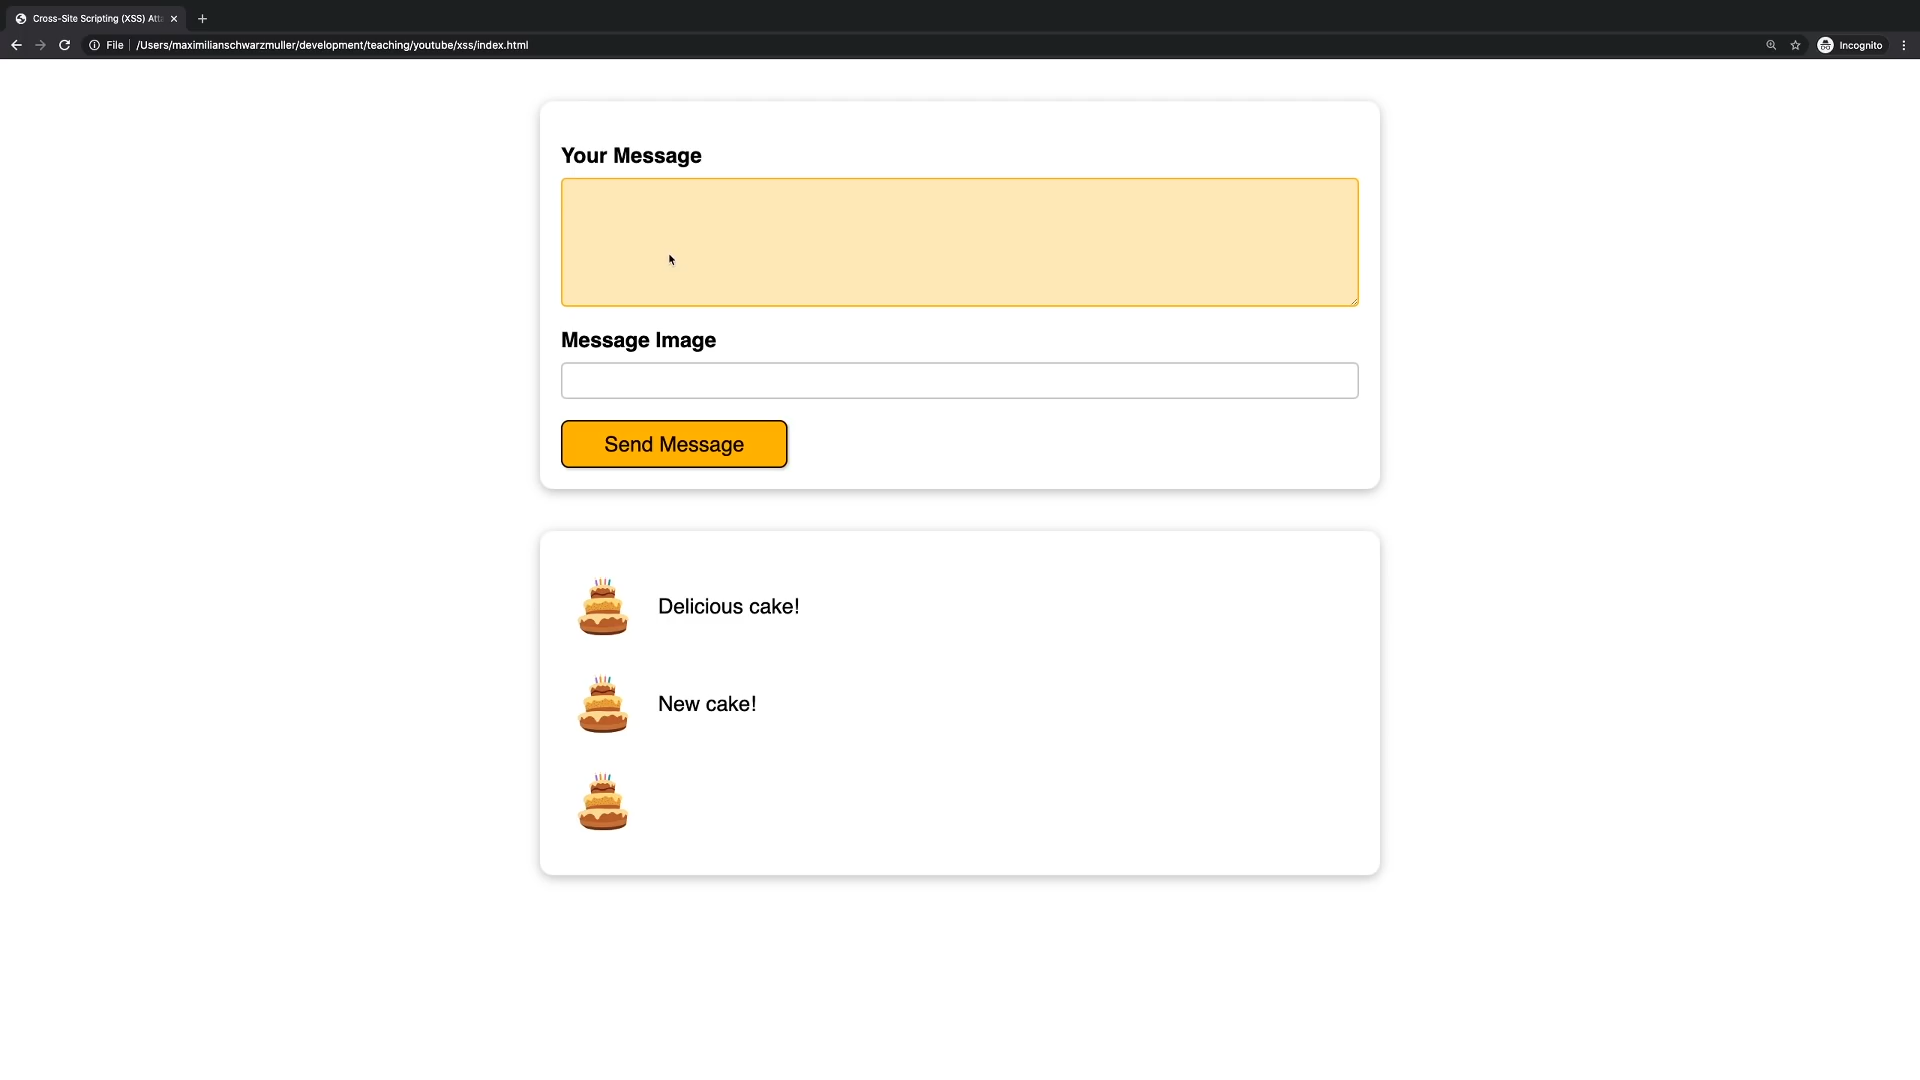 Cross-Site Scripting (XSS) Atta
File
/Users/maximilianschwarzmuller/development/teaching/youtube/xss/index.html
Incognito
Your Message
Message Image
Send Message
Delicious cake!
New cake!